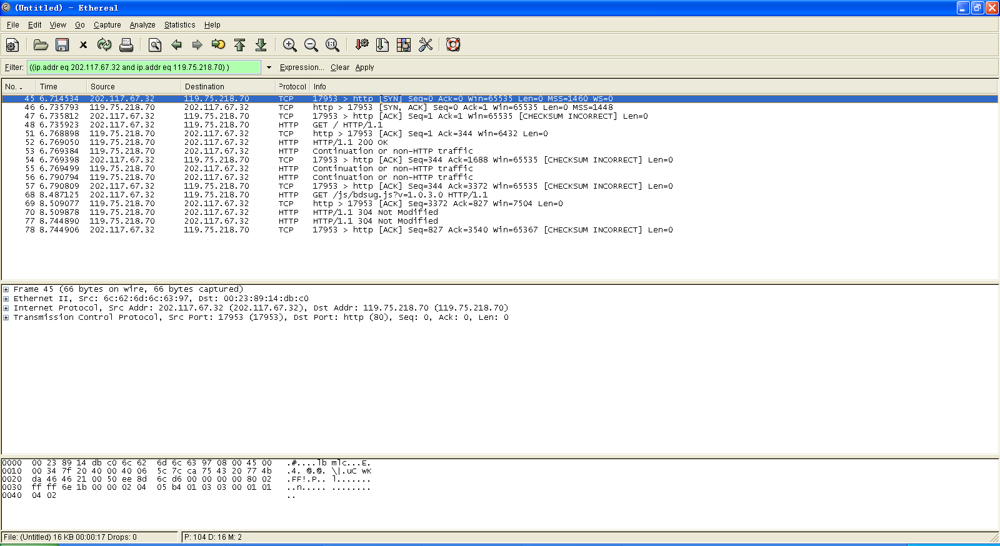 (Untitled) - Ethereal
File Edit View Go Capture Analyze Statistics Help
Filter: ((ip.addr eq 202.117.67.32 and ip.addr eq 119.75.218.70) ) Expression... Clear Apply
No. . Time Source Destination Protocol Info
45 6.714534 202.117.67.32 119.75.218.70 TCP 17953 > http [SYN] Seq=0 Ack=0 Win=65535 Len=0 MSS=1460 WS=0
46 6.735793 119.75.218.70 202.117.67.32 TCP http > 17953 [SYN, ACK] Seq=0 Ack=1 Win=65535 Len=0 MSS=1448
47 6.735812 202.117.67.32 119.75.218.70 TCP 17953 > http [ACK] Seq=1 Ack=1 Win=65535 [CHECKSUM INCORRECT] Len=0
48 6.735923 202.117.67.32 119.75.218.70 HTTP GET / HTTP/1.1
51 6.768898 119.75.218.70 202.117.67.32 TCP http > 17953 [ACK] Seq=1 Ack=344 Win=6432 Len=0
52 6.769050 119.75.218.70 202.117.67.32 HTTP HTTP/1.1 200 OK
53 6.769384 119.75.218.70 202.117.67.32 HTTP Continuation or non-HTTP traffic
54 6.769398 202.117.67.32 119.75.218.70 TCP 17953 > http [ACK] Seq=344 Ack=1688 Win=65535 [CHECKSUM INCORRECT] Len=0
55 6.769499 119.75.218.70 202.117.67.32 HTTP Continuation or non-HTTP traffic
56 6.790794 119.75.218.70 202.117.67.32 HTTP Continuation or non-HTTP traffic
57 6.790809 202.117.67.32 119.75.218.70 TCP 17953 > http [ACK] Seq=344 Ack=3372 Win=65535 [CHECKSUM INCORRECT] Len=0
68 8.487125 202.117.67.32 119.75.218.70 HTTP GET /js/bdsug.js?v=1.0.3.0 HTTP/1.1
69 8.509077 119.75.218.70 202.117.67.32 TCP http > 17953 [ACK] Seq=3372 Ack=827 Win=7504 Len=0
70 8.509878 119.75.218.70 202.117.67.32 HTTP HTTP/1.1 304 Not Modified
77 8.744890 119.75.218.70 202.117.67.32 HTTP HTTP/1.1 304 Not Modified
78 8.744906 202.117.67.32 119.75.218.70 TCP 17953 > http [ACK] Seq=827 Ack=3540 Win=65367 [CHECKSUM INCORRECT] Len=0
Frame 45 (66 bytes on wire, 66 bytes captured)
Ethernet II, Src: 6c:62:6d:6c:63:97, Dst: 00:23:89:14:db:c0
Internet Protocol, Src Addr: 202.117.67.32 (202.117.67.32), Dst Addr: 119.75.218.70 (119.75.218.70)
Transmission Control Protocol, Src Port: 17953 (17953), Dst Port: http (80), Seq: 0, Ack: 0, Len: 0
0000 00 23 89 14 db c0 6c 62 6d 6c 63 97 08 00 45 00 .#....lb mlc...E.
0010 00 34 7f 20 40 00 40 06 5c 7c ca 75 43 20 77 4b .4. @.@. \|.uC wK
0020 da 46 46 21 00 50 ee 8d 6c d6 00 00 00 00 80 02 .FF!.P.. l.......
0030 ff ff 6e 1b 00 00 02 04 05 b4 01 03 03 00 01 01 ..n..... ........
0040 04 02 ..
File: (Untitled) 16 KB 00:00:17 Drops: 0 P: 104 D: 16 M: 2